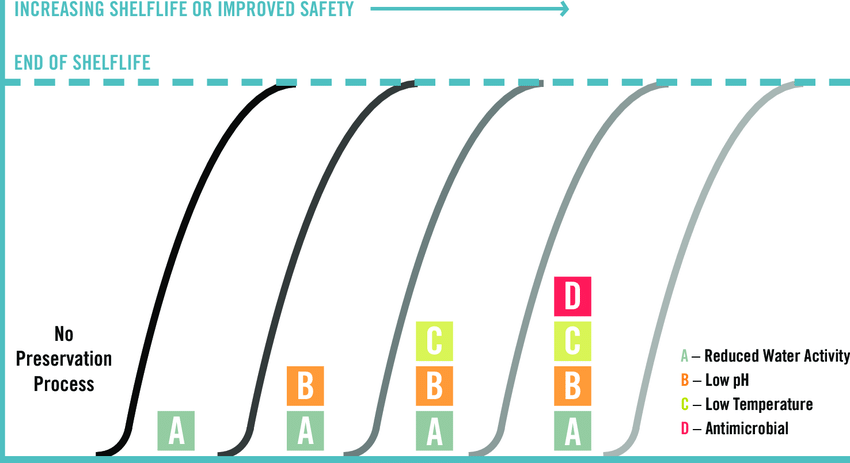 INCREASING SHELFLIFE OR IMPROVED SAFETY
END OF SHELFLIFE
No
Preservation
Process
A
B
A
C
B
A
D
C
B
A
A – Reduced Water Activity
B – Low pH
C – Low Temperature
D – Antimicrobial